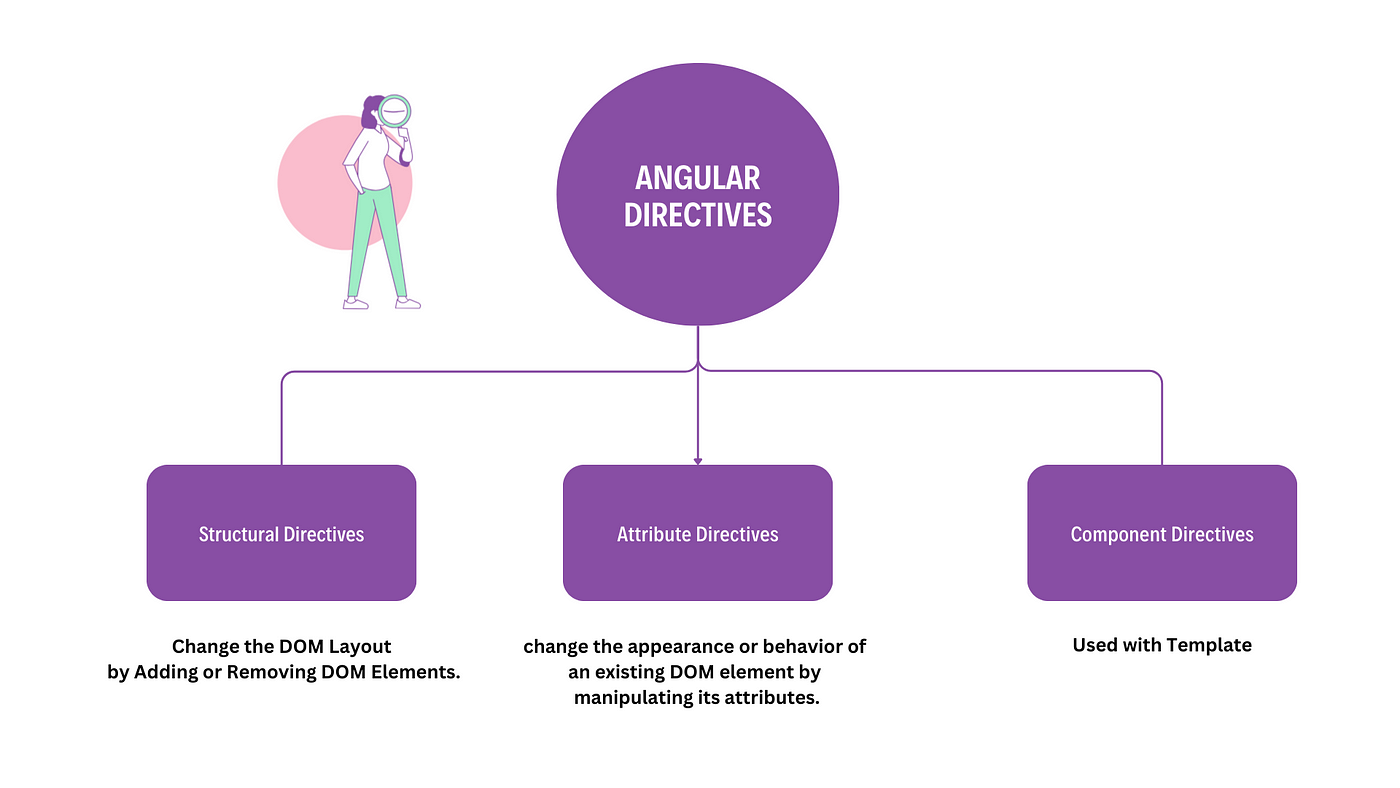 ANGULAR
DIRECTIVES
Structural Directives
Attribute Directives
Component Directives
Change the DOM Layout
by Adding or Removing DOM Elements.
change the appearance or behavior of
an existing DOM element by
manipulating its attributes.
Used with Template